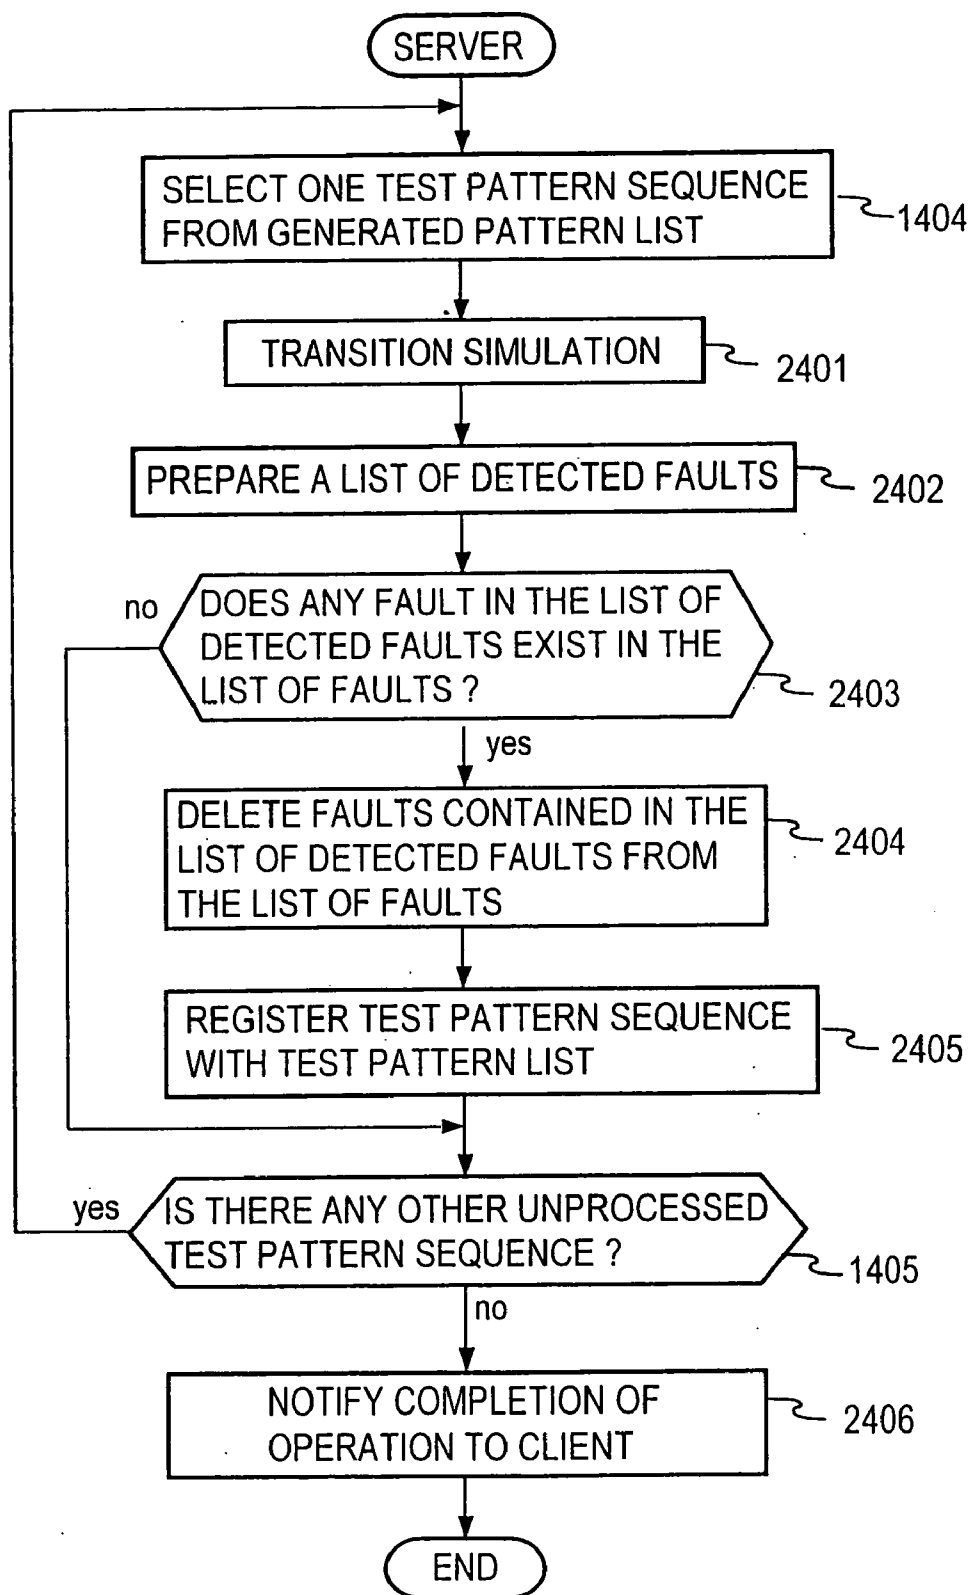 SERVER
SELECT ONE TEST PATTERN SEQUENCE
FROM GENERATED PATTERN LIST
1404
TRANSITION SIMULATION
2401
PREPARE A LIST OF DETECTED FAULTS
2402
no
DOES ANY FAULT IN THE LIST OF
DETECTED FAULTS EXIST IN THE
LIST OF FAULTS ?
2403
yes
DELETE FAULTS CONTAINED IN THE
LIST OF DETECTED FAULTS FROM
THE LIST OF FAULTS
2404
REGISTER TEST PATTERN SEQUENCE
WITH TEST PATTERN LIST
2405
yes
IS THERE ANY OTHER UNPROCESSED
TEST PATTERN SEQUENCE ?
1405
no
NOTIFY COMPLETION OF
OPERATION TO CLIENT
2406
END